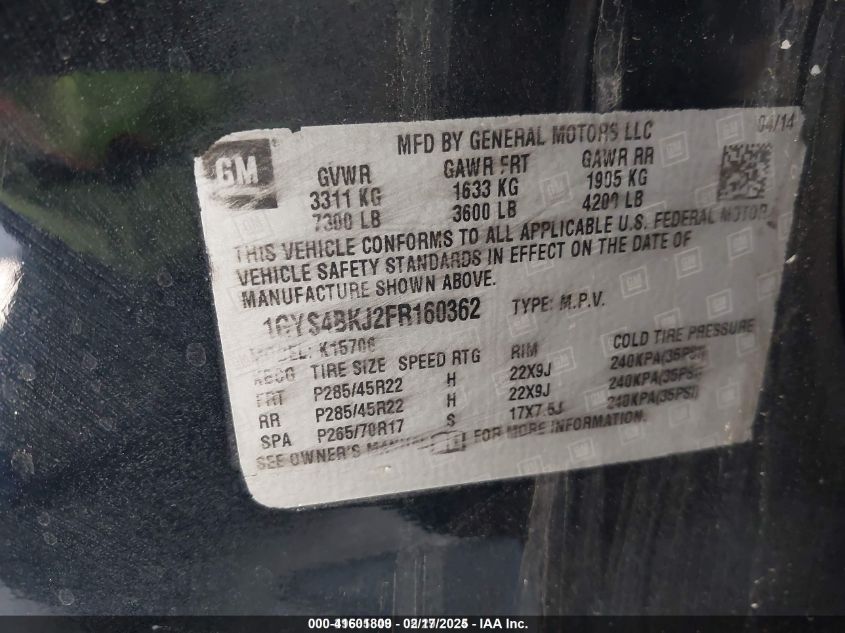 GM
MFD BY GENERAL MOTORS LLC 04/14
GVWR GAWR FRT GAWR RR
3311 KG 1633 KG 1905 KG
7300 LB 3600 LB 4200 LB
THIS VEHICLE CONFORMS TO ALL APPLICABLE U.S. FEDERAL MOTOR
VEHICLE SAFETY STANDARDS IN EFFECT ON THE DATE OF
MANUFACTURE SHOWN ABOVE.
1GYS4BKJ2FR160362 TYPE: M.P.V.
MODEL: K15706
TIRE SIZE SPEED RTG RIM COLD TIRE PRESSURE
FRT P285/45R22 H 22X9J 240KPA(35PSI)
RR P285/45R22 H 22X9J 240KPA(35PSI)
SPA P265/70R17 S 17X7.5J 240KPA(35PSI)
SEE OWNER'S MANUAL FOR MORE INFORMATION.
02/17/2025 - IAA Inc.